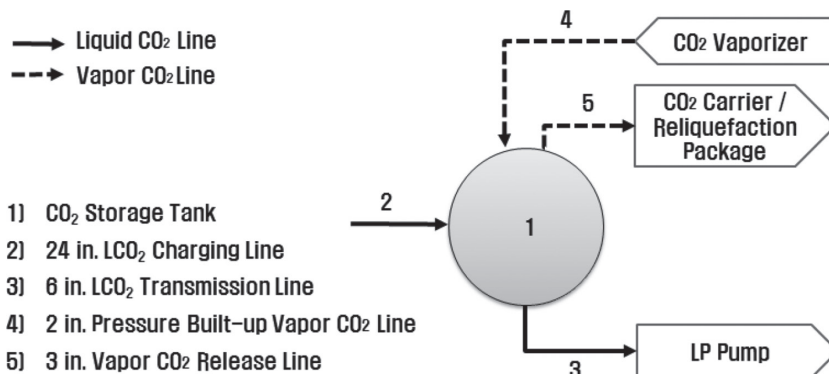 Liquid CO₂ Line
Vapor CO₂ Line
4
CO₂ Vaporizer
5
CO₂ Carrier /
Reliquefaction
Package
2
1
1) CO₂ Storage Tank
2) 24 in. LCO₂ Charging Line
3) 6 in. LCO₂ Transmission Line
4) 2 in. Pressure Built-up Vapor CO₂ Line
5) 3 in. Vapor CO₂ Release Line
LP Pump
3